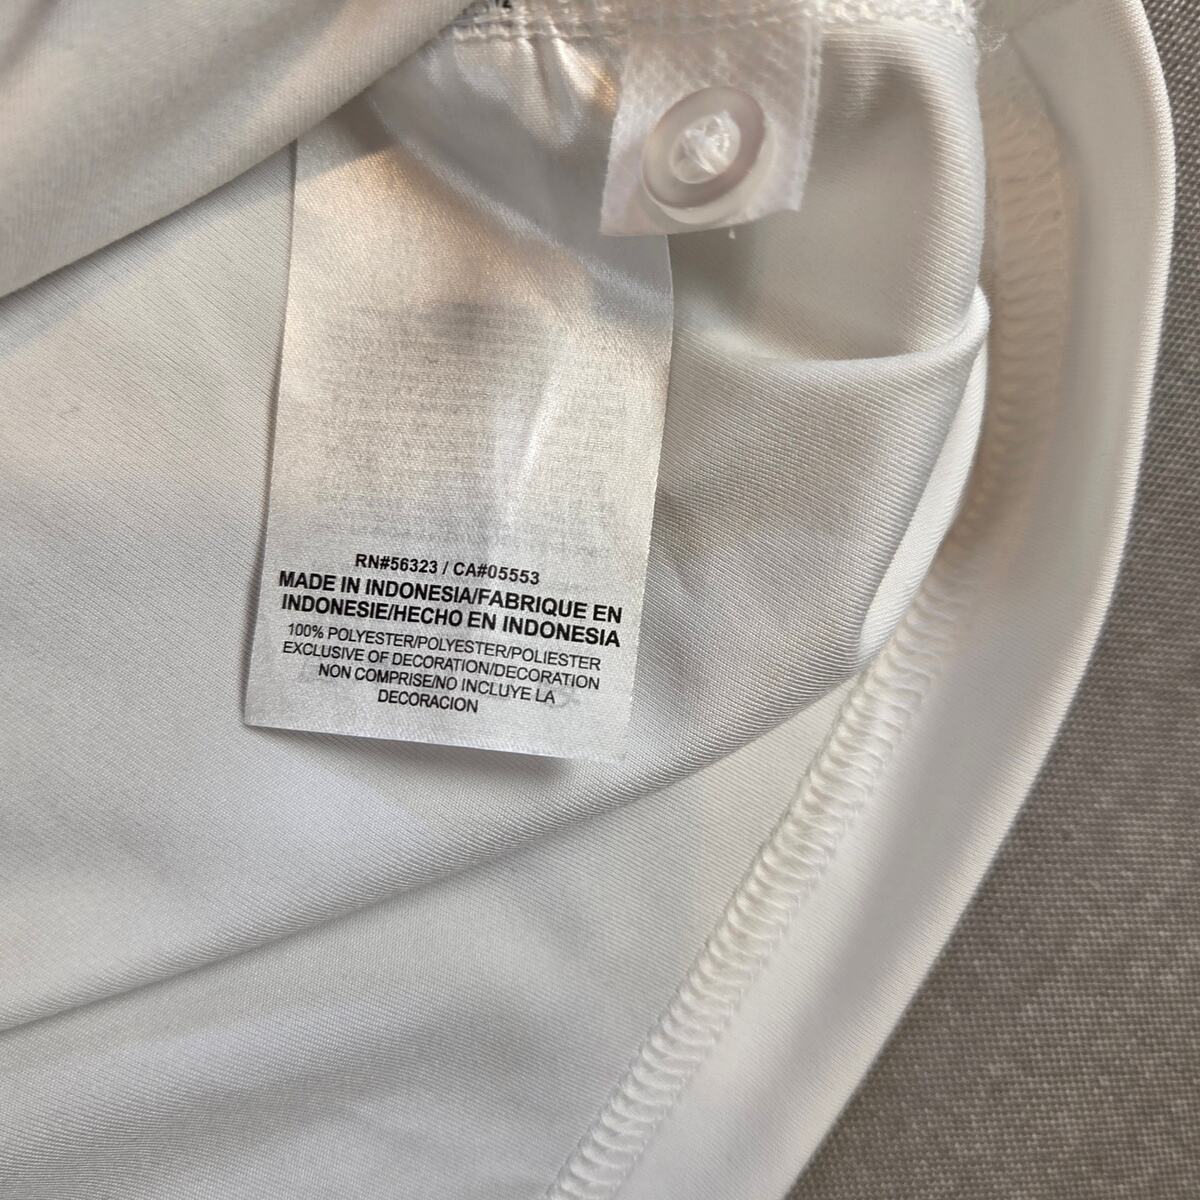 RN#56323 / CA#05553
MADE IN INDONESIA/FABRIQUE EN
INDONESIE/HECHO EN INDONESIA
100% POLYESTER/POLYESTER/POLIESTER
EXCLUSIVE OF DECORATION/DECORATION
NON COMPRISE/NO INCLUYE LA
DECORACION